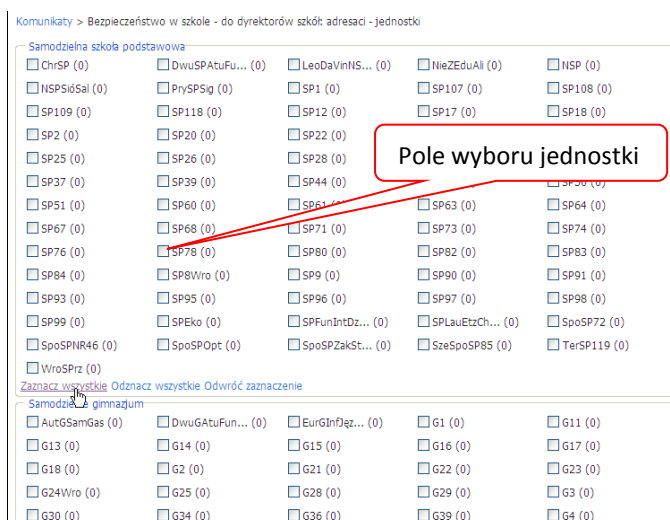 Komunikaty > Bezpieczeństwo w szkole - do dyrektorów szkół: adresaci - jednostki
Samodzielna szkoła podstawowa
ChrSP (0) DwuSPAtuFu... (0) LeoDaVinNS... (0) NieZEduAli (0) NSP (0)
NSPSióSal (0) PrySPSig (0) SP1 (0) SP107 (0) SP108 (0)
SP109 (0) SP118 (0) SP12 (0) SP17 (0) SP18 (0)
SP2 (0) SP20 (0) SP22 (0)
SP25 (0) SP26 (0) SP28 (0)
Pole wyboru jednostki
SP37 (0) SP39 (0) SP44 (0) SP50 (0)
SP51 (0) SP60 (0) SP61 (0) SP63 (0) SP64 (0)
SP67 (0) SP68 (0) SP71 (0) SP73 (0) SP74 (0)
SP76 (0) SP78 (0) SP80 (0) SP82 (0) SP83 (0)
SP84 (0) SP8Wro (0) SP9 (0) SP90 (0) SP91 (0)
SP93 (0) SP95 (0) SP96 (0) SP97 (0) SP98 (0)
SP99 (0) SPEko (0) SPFunIntDz... (0) SPLauEtzCh... (0) SpoSP72 (0)
SpoSPNR46 (0) SpoSPOpt (0) SpoSPZakSt... (0) SzeSpoSP85 (0) TerSP119 (0)
WroSPrz (0)
Zaznacz wszystkie Odznacz wszystkie Odwróć zaznaczenie
Samodzielne gimnazjum
AutGSamGas (0) DwuGAtuFun... (0) EurGInfJęz... (0) G1 (0) G11 (0)
G13 (0) G14 (0) G15 (0) G16 (0) G17 (0)
G18 (0) G2 (0) G21 (0) G22 (0) G23 (0)
G24Wro (0) G25 (0) G28 (0) G29 (0) G3 (0)
G30 (0) G34 (0) G36 (0) G39 (0) G4 (0)